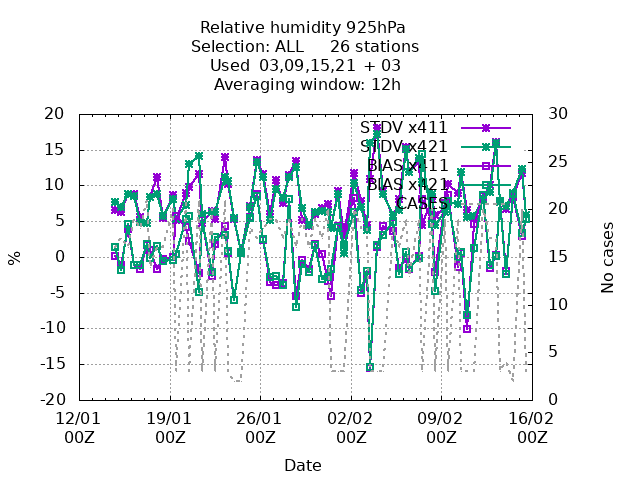 Relative humidity 925hPa
Selection: ALL 26 stations
Used 03,09,15,21 + 03
Averaging window: 12h
STDV x411
STDV x421
BIAS x411
BIAS x421
CASES
20
15
10
5
0
-5
-10
-15
-20
%
30
25
20
15
10
5
0
No cases
12/01 19/01 26/01 02/02 09/02 16/02
00Z 00Z 00Z 00Z 00Z 00Z
Date